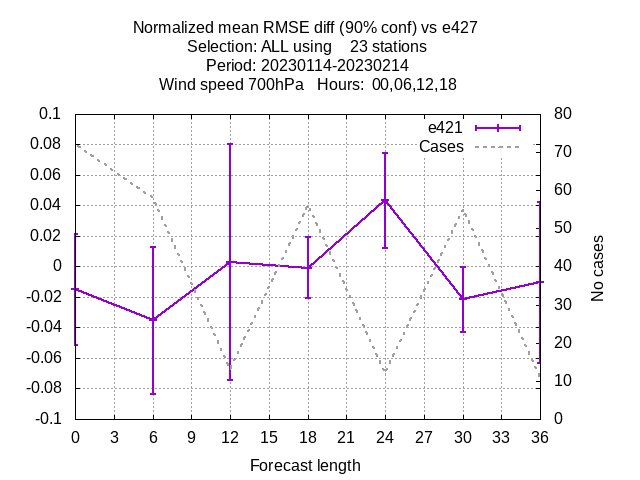 Normalized mean RMSE diff (90% conf) vs e427
Selection: ALL using    23 stations
Period: 20230114-20230214
Wind speed 700hPa   Hours:  00,06,12,18
e421
Cases
0.1
0.08
0.06
0.04
0.02
0
-0.02
-0.04
-0.06
-0.08
-0.1
80
70
60
50
40
30
20
10
0
No cases
0 3 6 9 12 15 18 21 24 27 30 33 36
Forecast length